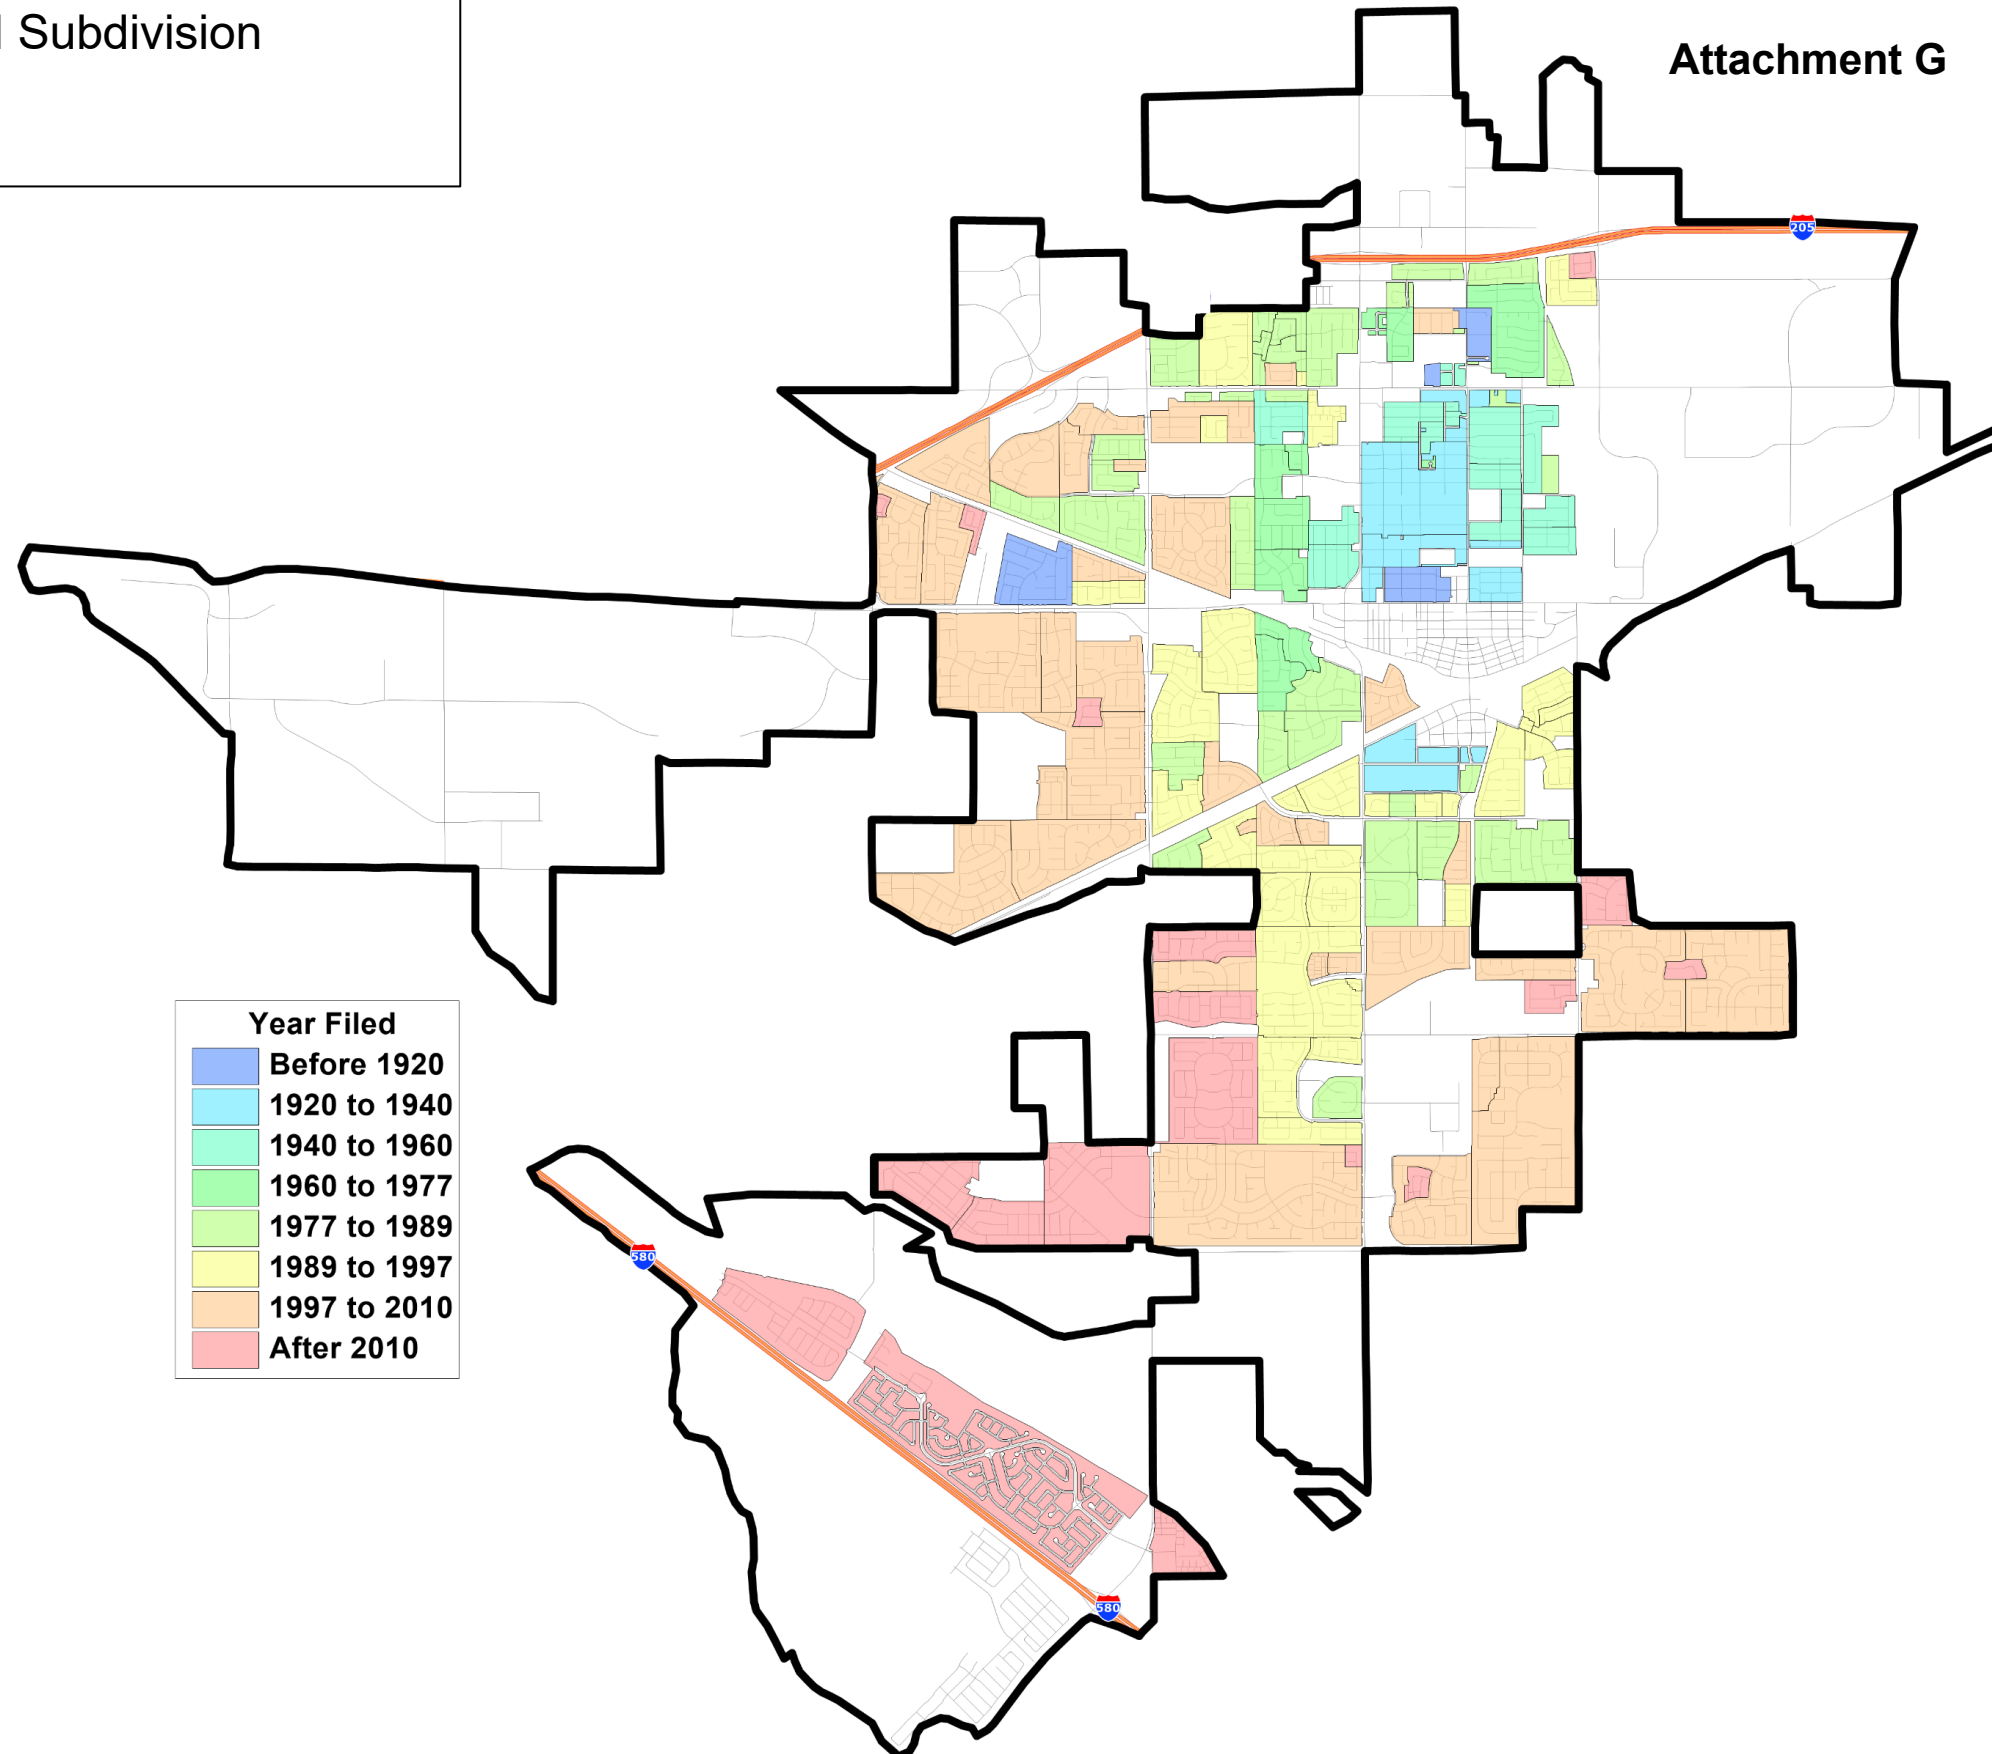 Subdivision
Attachment G
205
Year Filed
Before 1920
1920 to 1940
1940 to 1960
1960 to 1977
1977 to 1989
1989 to 1997
1997 to 2010
After 2010
580
580